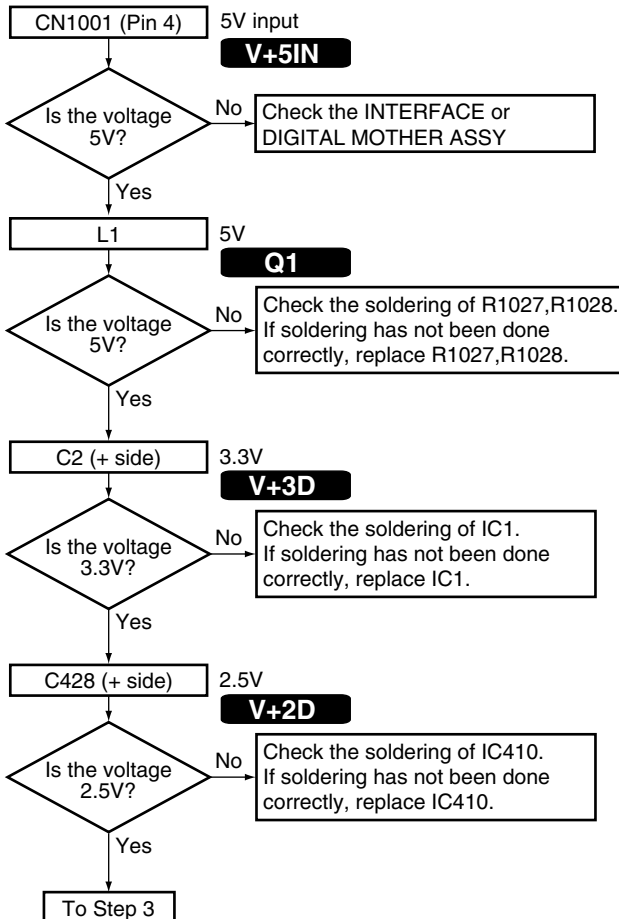 CN1001 (Pin 4)
5V input
V+5IN
Is the voltage
5V?
No
Check the INTERFACE or
DIGITAL MOTHER ASSY
Yes
L1
5V
Q1
Is the voltage
5V?
No
Check the soldering of R1027,R1028.
If soldering has not been done
correctly, replace R1027,R1028.
Yes
C2 (+ side)
3.3V
V+3D
Is the voltage
3.3V?
No
Check the soldering of IC1.
If soldering has not been done
correctly, replace IC1.
Yes
C428 (+ side)
2.5V
V+2D
Is the voltage
2.5V?
No
Check the soldering of IC410.
If soldering has not been done
correctly, replace IC410.
Yes
To Step 3